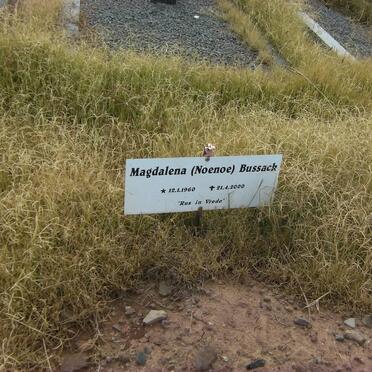 Magdalena (Noenoe) Bussack
★ 12.1.1960 ✝ 21.4.2000
"Rus in Vrede"